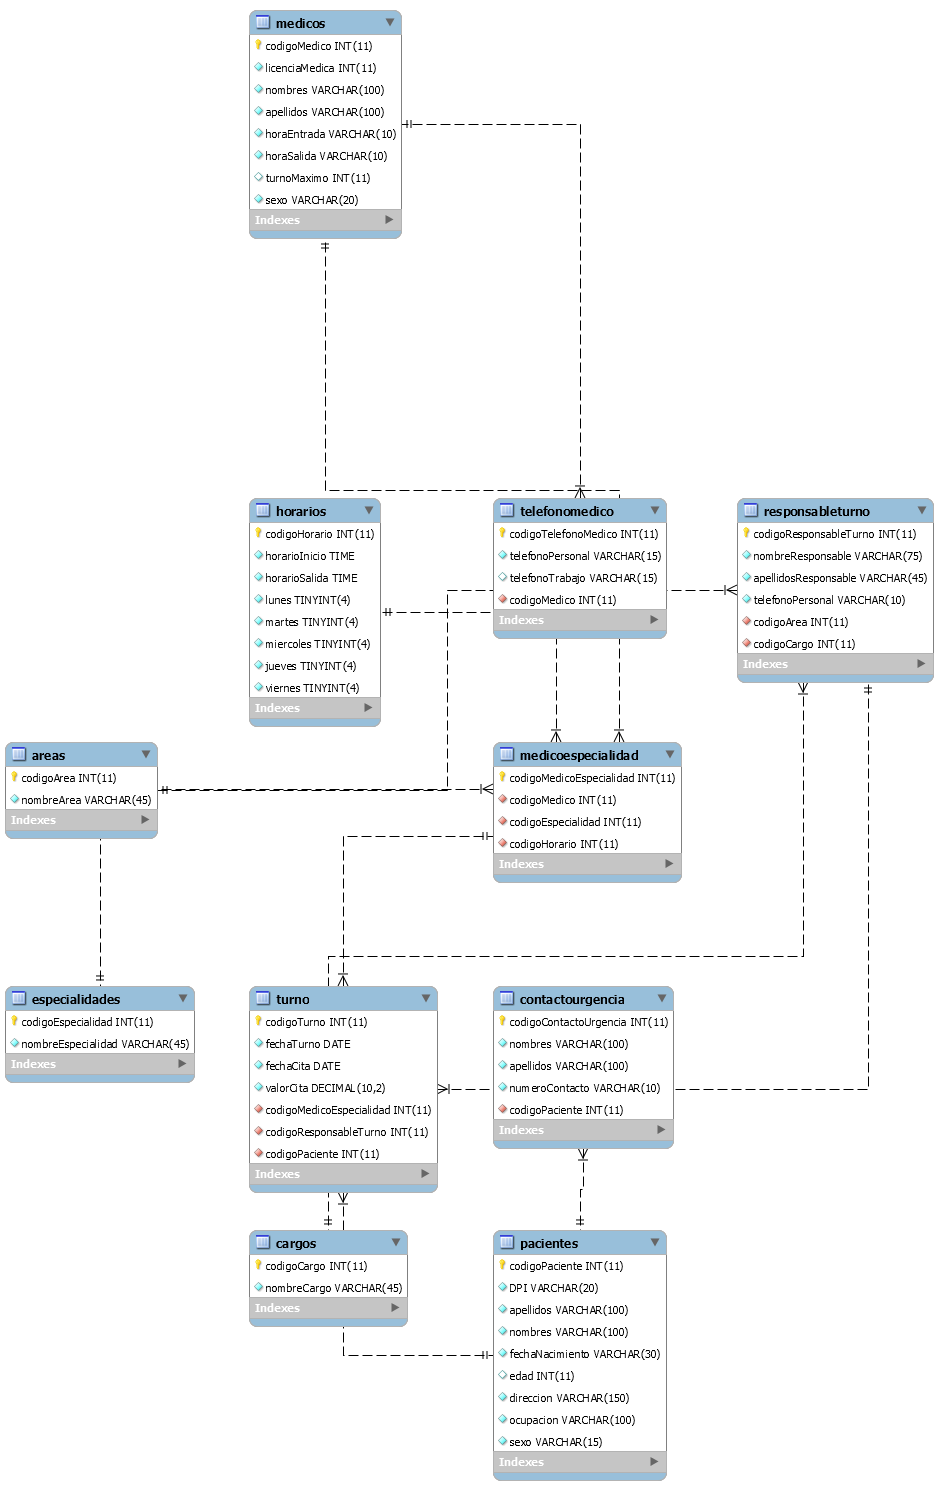 medicos
codigoMedico INT(11)
licenciaMedica INT(11)
nombres VARCHAR(100)
apellidos VARCHAR(100)
horaEntrada VARCHAR(10)
horaSalida VARCHAR(10)
turnoMaximo INT(11)
sexo VARCHAR(20)
Indexes
horarios
codigoHorario INT(11)
horarioInicio TIME
horarioSalida TIME
lunes TINYINT(4)
martes TINYINT(4)
miercoles TINYINT(4)
jueves TINYINT(4)
viernes TINYINT(4)
Indexes
telefonomedico
codigoTelefonoMedico INT(11)
telefonoPersonal VARCHAR(15)
telefonoTrabajo VARCHAR(15)
codigoMedico INT(11)
Indexes
responsableturno
codigoResponsableTurno INT(11)
nombreResponsable VARCHAR(75)
apellidosResponsable VARCHAR(45)
telefonoPersonal VARCHAR(10)
codigoArea INT(11)
codigoCargo INT(11)
Indexes
areas
codigoArea INT(11)
nombreArea VARCHAR(45)
Indexes
medicoespecialidad
codigoMedicoEspecialidad INT(11)
codigoMedico INT(11)
codigoEspecialidad INT(11)
codigoHorario INT(11)
Indexes
especialidades
codigoEspecialidad INT(11)
nombreEspecialidad VARCHAR(45)
Indexes
turno
codigoTurno INT(11)
fechaTurno DATE
fechaCita DATE
valorCita DECIMAL(10,2)
codigoMedicoEspecialidad INT(11)
codigoResponsableTurno INT(11)
codigoPaciente INT(11)
Indexes
contactourgencia
codigoContactoUrgencia INT(11)
nombres VARCHAR(100)
apellidos VARCHAR(100)
numeroContacto VARCHAR(10)
codigoPaciente INT(11)
Indexes
cargos
codigoCargo INT(11)
nombreCargo VARCHAR(45)
Indexes
pacientes
codigoPaciente INT(11)
DPI VARCHAR(20)
apellidos VARCHAR(100)
nombres VARCHAR(100)
fechaNacimiento VARCHAR(30)
edad INT(11)
direccion VARCHAR(150)
ocupacion VARCHAR(100)
sexo VARCHAR(15)
Indexes